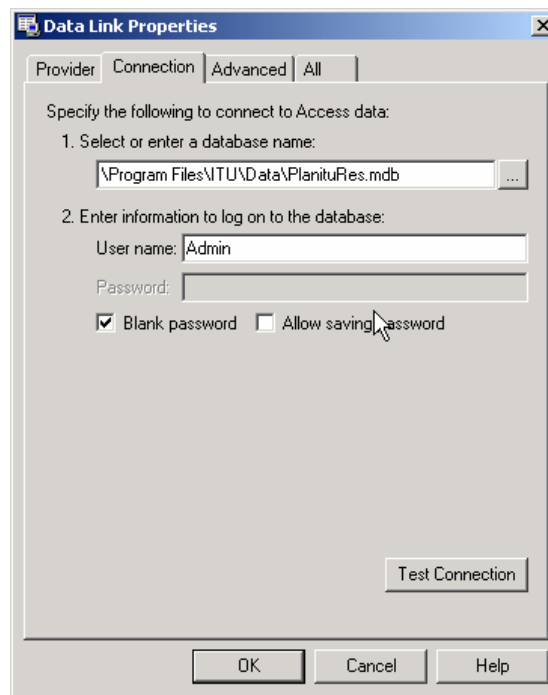 Data Link Properties
Provider Connection Advanced All
Specify the following to connect to Access data:
1. Select or enter a database name:
\Program Files\ITU\Data\PlanituRes.mdb ...
2. Enter information to log on to the database:
User name: Admin
Password:
Blank password Allow saving password
Test Connection
OK Cancel Help